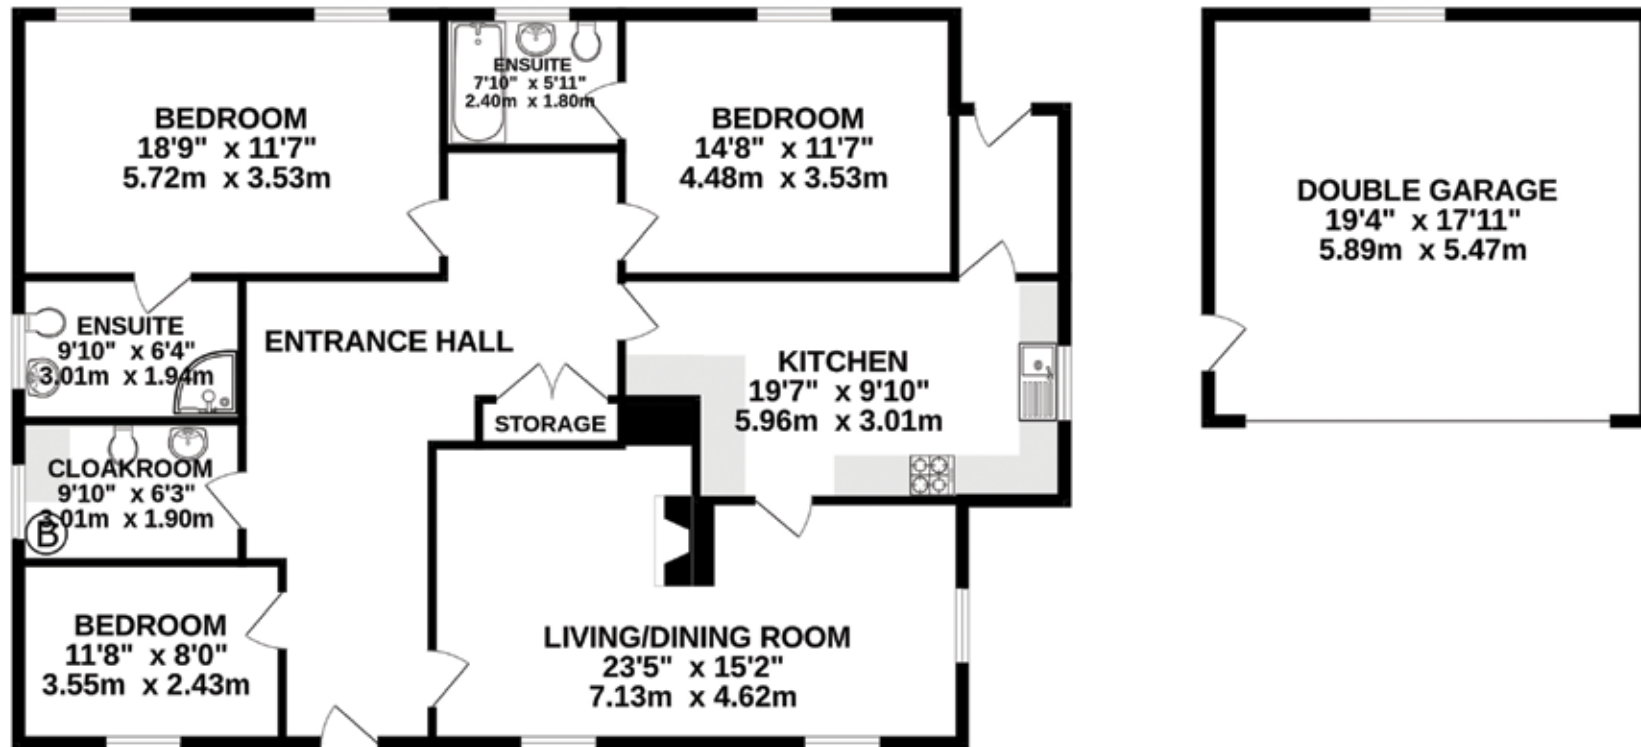 BEDROOM
18'9" x 11'7"
5.72m x 3.53m
ENSUITE
7'10" x 5'11"
2.40m x 1.80m
BEDROOM
14'8" x 11'7"
4.48m x 3.53m
DOUBLE GARAGE
19'4" x 17'11"
5.89m x 5.47m
ENSUITE
9'10" x 6'4"
3.01m x 1.94m
ENTRANCE HALL
KITCHEN
19'7" x 9'10"
5.96m x 3.01m
STORAGE
CLOAKROOM
9'10" x 6'3"
3.01m x 1.90m
B
BEDROOM
11'8" x 8'0"
3.55m x 2.43m
LIVING/DINING ROOM
23'5" x 15'2"
7.13m x 4.62m